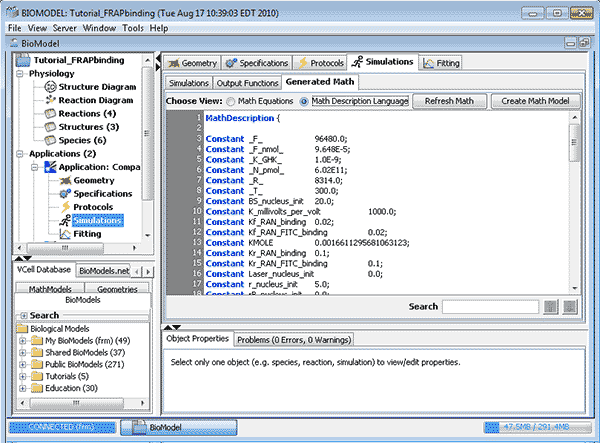 BIOMODEL: Tutorial_FRAPbinding (Tue Aug 17 10:39:03 EDT 2010)
File View Server Window Tools Help
BioModel
Tutorial_FRAPbinding
Physiology
Structure Diagram
Reaction Diagram
Reactions (4)
Structures (3)
Species (6)
Applications (2)
Application: Compa
Geometry
Specifications
Protocols
Simulations
Fitting
VCell Database BioModels.net
MathModels Geometries
BioModels
Search
Biological Models
My BioModels (frm) (49)
Shared BioModels (37)
Public BioModels (271)
Tutorials (5)
Education (30)
Geometry Specifications Protocols Simulations Fitting
Simulations Output Functions Generated Math
Choose View: Math Equations Math Description Language Refresh Math Create Math Model
1 MathDescription {
2
3 Constant _F_ 96480.0;
4 Constant _F_nmol_ 9.648E-5;
5 Constant _K_GHK_ 1.0E-9;
6 Constant _N_pmol_ 6.02E11;
7 Constant _R_ 8314.0;
8 Constant _T_ 300.0;
9 Constant BS_nucleus_init 20.0;
10 Constant K_millivolts_per_volt 1000.0;
11 Constant Kf_RAN_binding 0.02;
12 Constant Kf_RAN_FITC_binding 0.02;
13 Constant KMOLE 0.0016611295681063123;
14 Constant Kr_RAN_binding 0.1;
15 Constant Kr_RAN_FITC_binding 0.1;
16 Constant Laser_nucleus_init 0.0;
17 Constant r_nucleus_init 5.0;
18 Constant rB_nucleus_init 0.0;
Search
Object Properties Problems (0 Errors, 0 Warnings)
Select only one object (e.g. species, reaction, simulation) to view/edit properties.
CONNECTED (frm) BioModel 47.5MB / 291.4MB